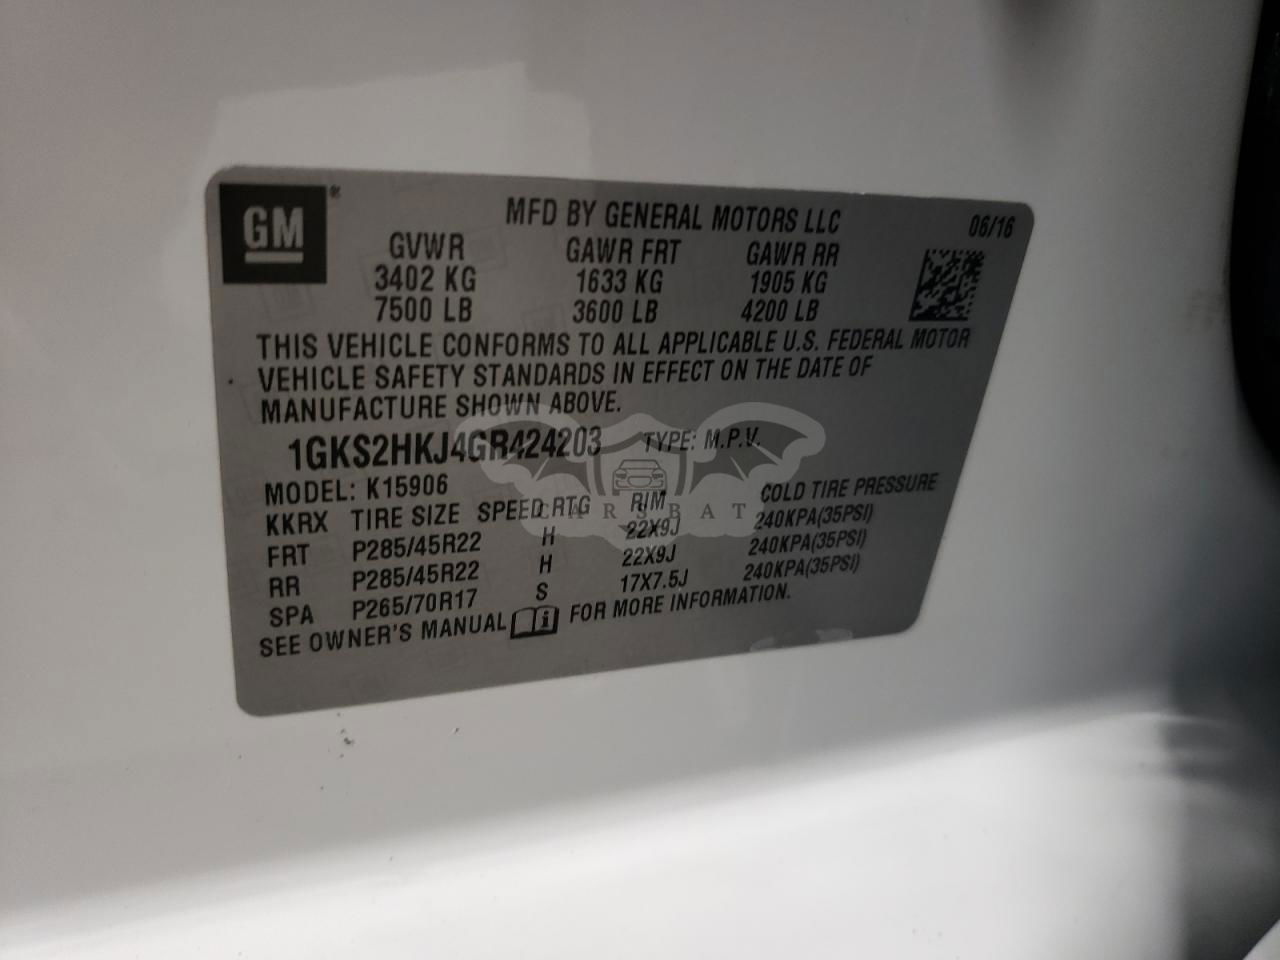 GM ®
MFD BY GENERAL MOTORS LLC 06/16
GVWR GAWR FRT GAWR RR
3402 KG 1633 KG 1905 KG
7500 LB 3600 LB 4200 LB
THIS VEHICLE CONFORMS TO ALL APPLICABLE U.S. FEDERAL MOTOR
VEHICLE SAFETY STANDARDS IN EFFECT ON THE DATE OF
MANUFACTURE SHOWN ABOVE.
1GKS2HKJ4GR424203 TYPE: M.P.V.
MODEL: K15906
KKRX TIRE SIZE SPEED RTG RIM COLD TIRE PRESSURE
FRT P285/45R22 H 22X9J 240KPA(35PSI)
RR P285/45R22 H 22X9J 240KPA(35PSI)
SPA P265/70R17 S 17X7.5J 240KPA(35PSI)
SEE OWNER'S MANUAL i FOR MORE INFORMATION.
CARSBAT